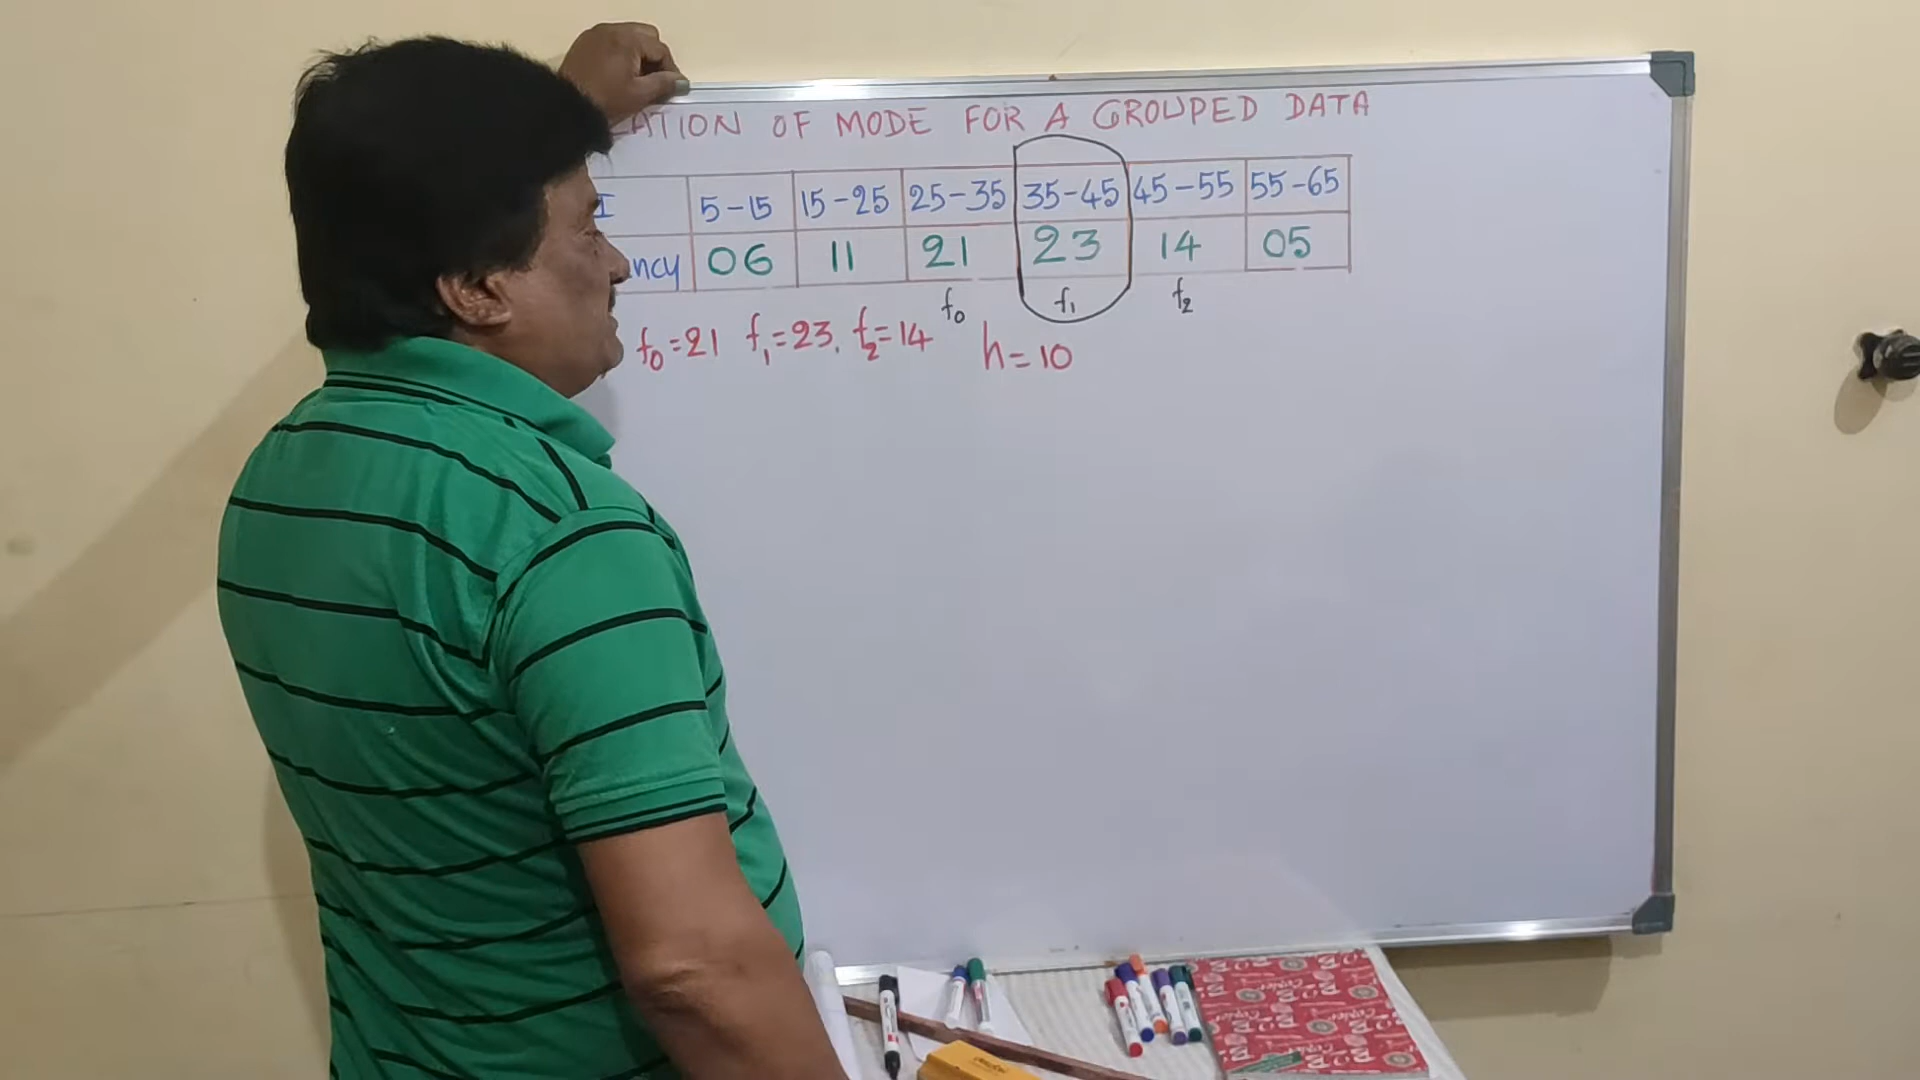 ATION OF MODE FOR A GROUPED DATA
I 5-15 15-25 25-35 35-45 45-55 55-65
ncy 06 11 21 23 14 05
f₀ f₁ f₂
f₀=21 f₁=23. f₂=14 h=10